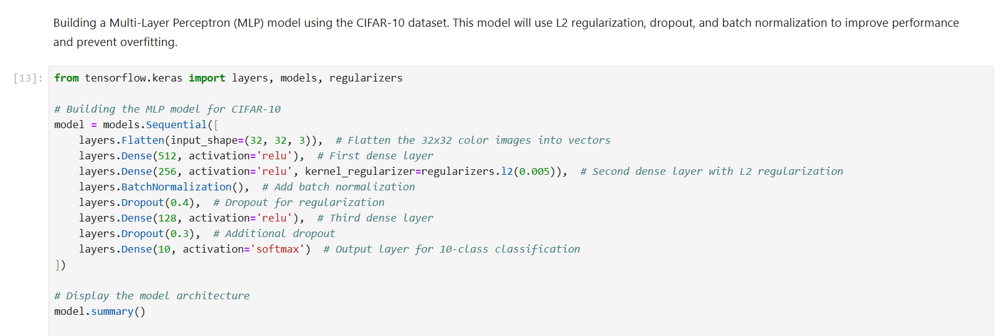 Building a Multi-Layer Perceptron (MLP) model using the CIFAR-10 dataset. This model will use L2 regularization, dropout, and batch normalization to improve performance
and prevent overfitting.
[13]: from tensorflow.keras import layers, models, regularizers
# Building the MLP model for CIFAR-10
model = models.Sequential([
    layers.Flatten(input_shape=(32, 32, 3)),  # Flatten the 32x32 color images into vectors
    layers.Dense(512, activation='relu'),  # First dense layer
    layers.Dense(256, activation='relu', kernel_regularizer=regularizers.l2(0.005)),  # Second dense layer with L2 regularization
    layers.BatchNormalization(),  # Add batch normalization
    layers.Dropout(0.4),  # Dropout for regularization
    layers.Dense(128, activation='relu'),  # Third dense layer
    layers.Dropout(0.3),  # Additional dropout
    layers.Dense(10, activation='softmax')  # Output layer for 10-class classification
])
# Display the model architecture
model.summary()